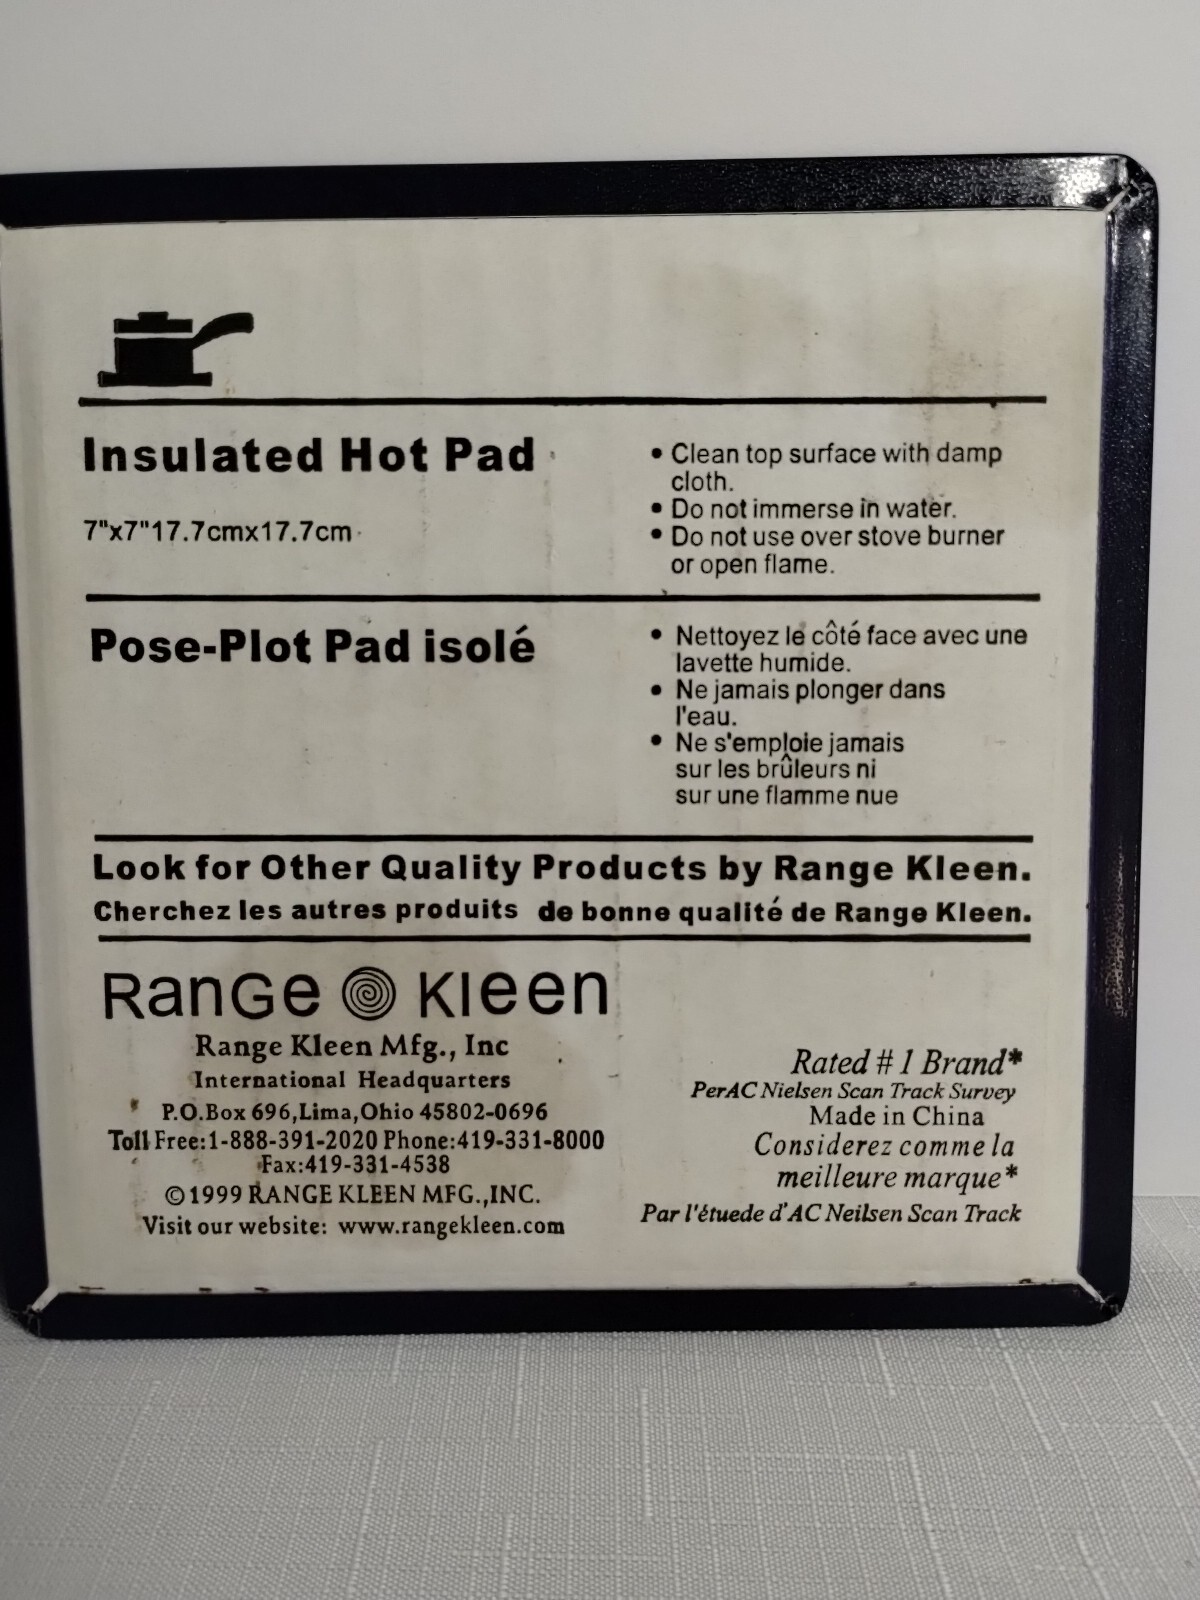 Insulated Hot Pad
7"x7"17.7cmx17.7cm
• Clean top surface with damp
cloth.
• Do not immerse in water.
• Do not use over stove burner
or open flame.
Pose-Plot Pad isolé
• Nettoyez le côté face avec une
lavette humide.
• Ne jamais plonger dans
l'eau.
• Ne s'emploie jamais
sur les brûleurs ni
sur une flamme nue
Look for Other Quality Products by Range Kleen.
Cherchez les autres produits de bonne qualité de Range Kleen.
RanGe Kleen
Range Kleen Mfg., Inc
International Headquarters
P.O.Box 696,Lima,Ohio 45802-0696
Toll Free:1-888-391-2020 Phone:419-331-8000
Fax:419-331-4538
©1999 RANGE KLEEN MFG.,INC.
Visit our website: www.rangekleen.com
Rated # 1 Brand*
PerAC Nielsen Scan Track Survey
Made in China
Considerez comme la
meilleure marque*
Par l'étuede d'AC Neilsen Scan Track